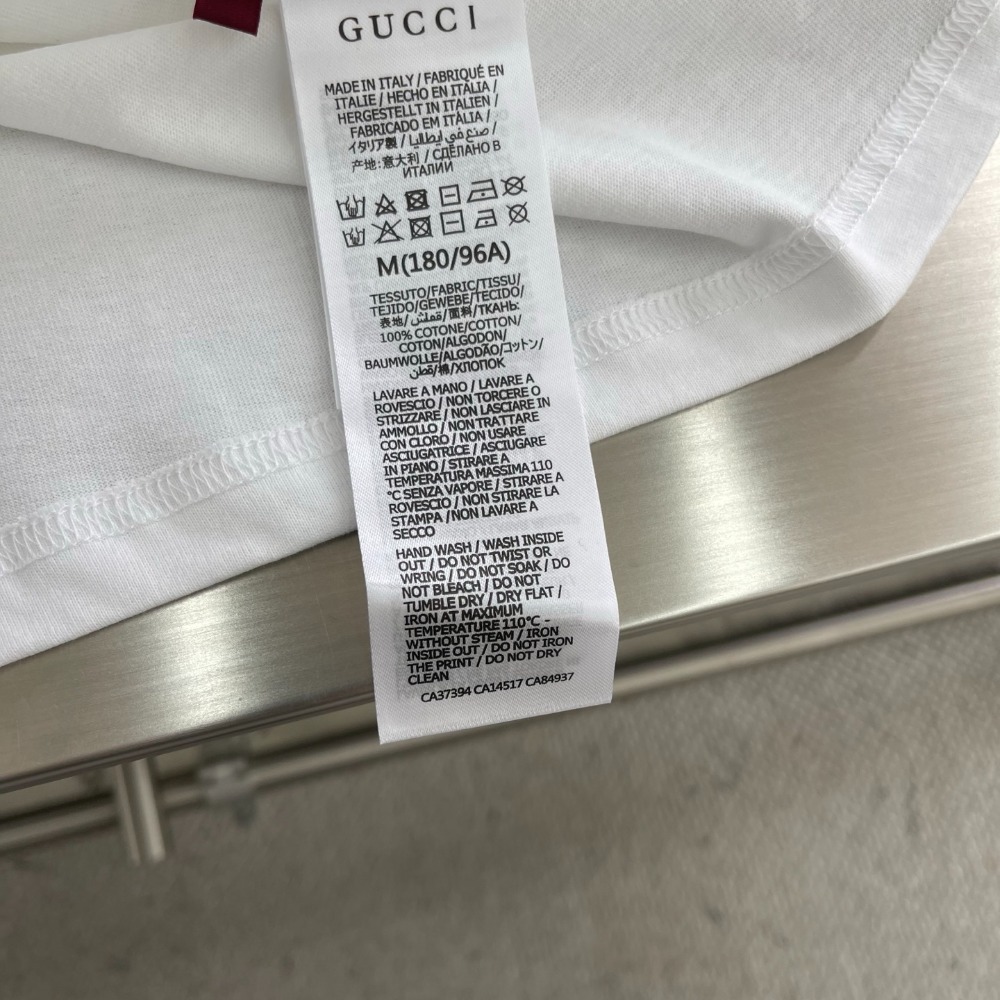 GUCCI
MADE IN ITALY / FABRIQUÉ EN
ITALIE / HECHO EN ITALIA /
HERGESTELLT IN ITALIEN /
FABRICADO EM ITÁLIA /
イタリア製 / صنع في ايطاليا /
产地:意大利 / СДЕЛАНО В
ИТАЛИИ
M(180/96A)
TESSUTO/FABRIC/TISSU/
TEJIDO/GEWEBE/TECIDO/
表地/قملش/面料/ТКАНЬ:
100% COTONE/COTTON/
COTON/ALGODON/
BAUMWOLLE/ALGODÃO/コットン/
قطن/棉/ХЛОПОК
LAVARE A MANO / LAVARE A
ROVESCIO / NON TORCERE O
STRIZZARE / NON LASCIARE IN
AMMOLLO / NON TRATTARE
CON CLORO / NON USARE
ASCIUGATRICE / ASCIUGARE
IN PIANO / STIRARE A
TEMPERATURA MASSIMA 110
°C SENZA VAPORE / STIRARE A
ROVESCIO / NON STIRARE LA
STAMPA /NON LAVARE A
SECCO
HAND WASH / WASH INSIDE
OUT / DO NOT TWIST OR
WRING / DO NOT SOAK / DO
NOT BLEACH / DO NOT
TUMBLE DRY / DRY FLAT /
IRON AT MAXIMUM
TEMPERATURE 110°C -
WITHOUT STEAM / IRON
INSIDE OUT / DO NOT IRON
THE PRINT / DO NOT DRY
CLEAN
CA37394 CA14517 CA84937